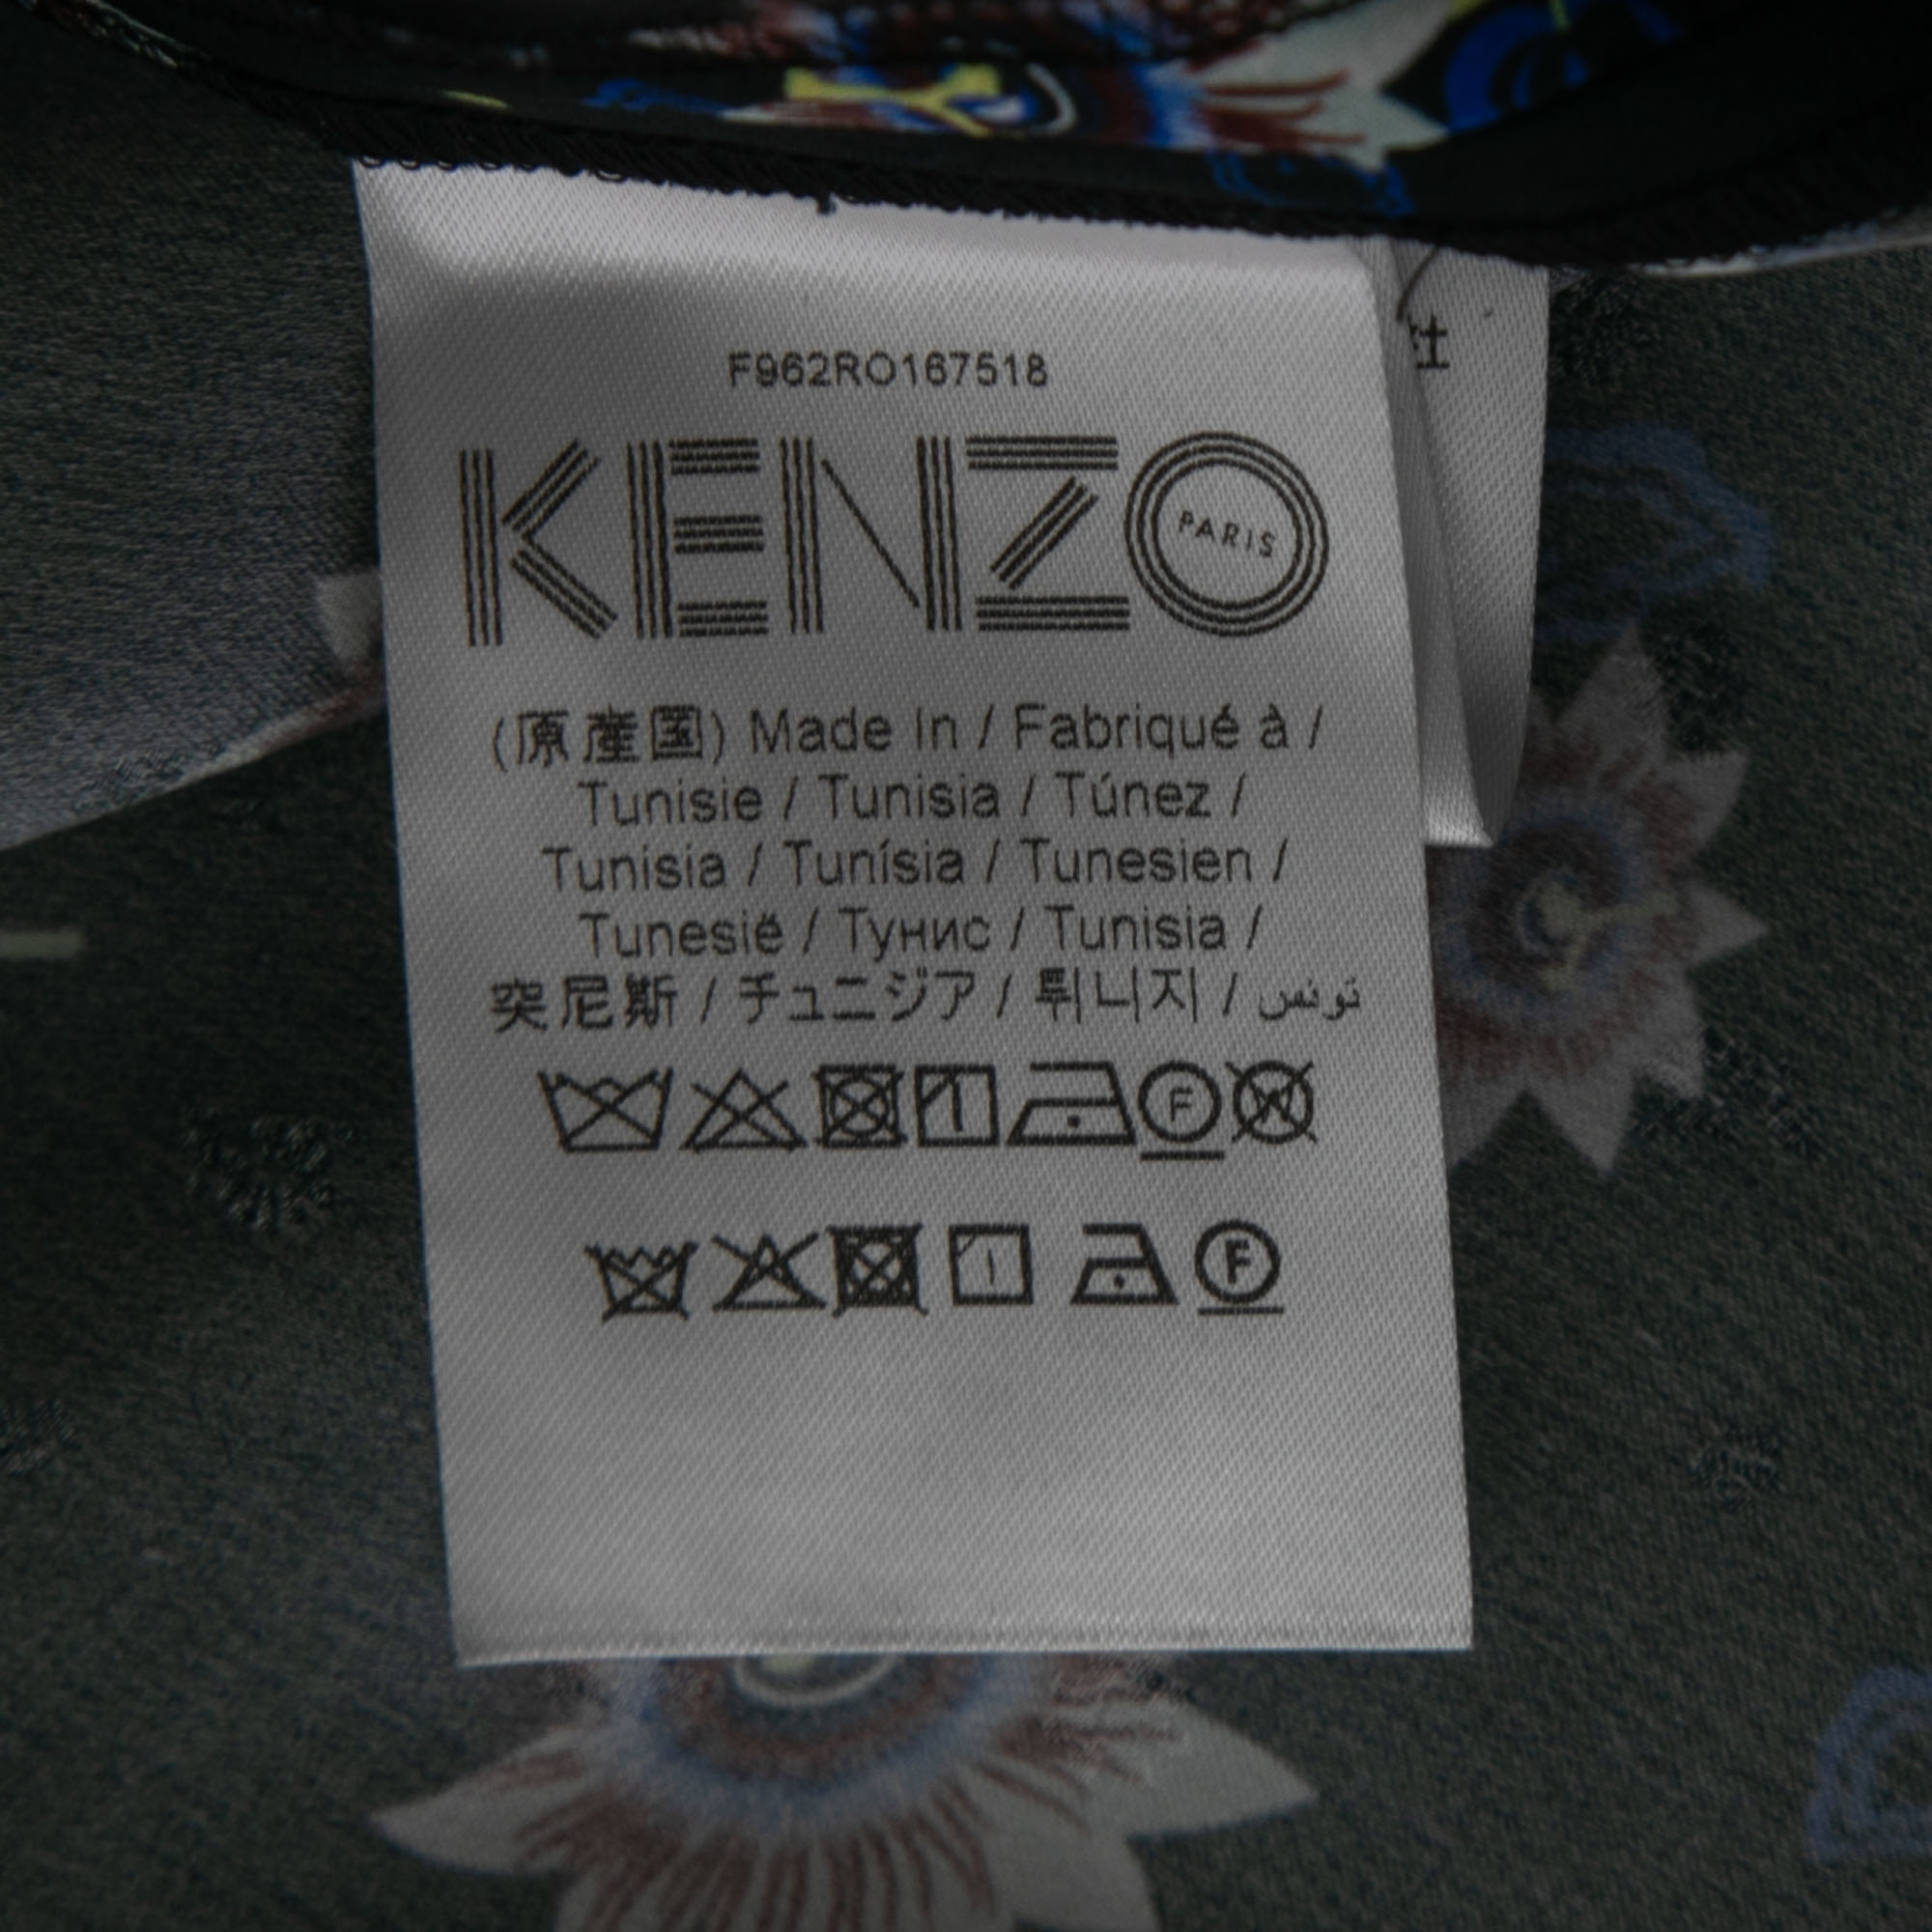 F962RO167518
KENZO
PARIS
(原産国) Made In / Fabriqué à /
Tunisie / Tunisia / Túnez /
Tunisia / Tunísia / Tunesien /
Tunesië / Тунис / Tunisia /
突尼斯 / チュニジア / 튀니지 / تونس
F W
F